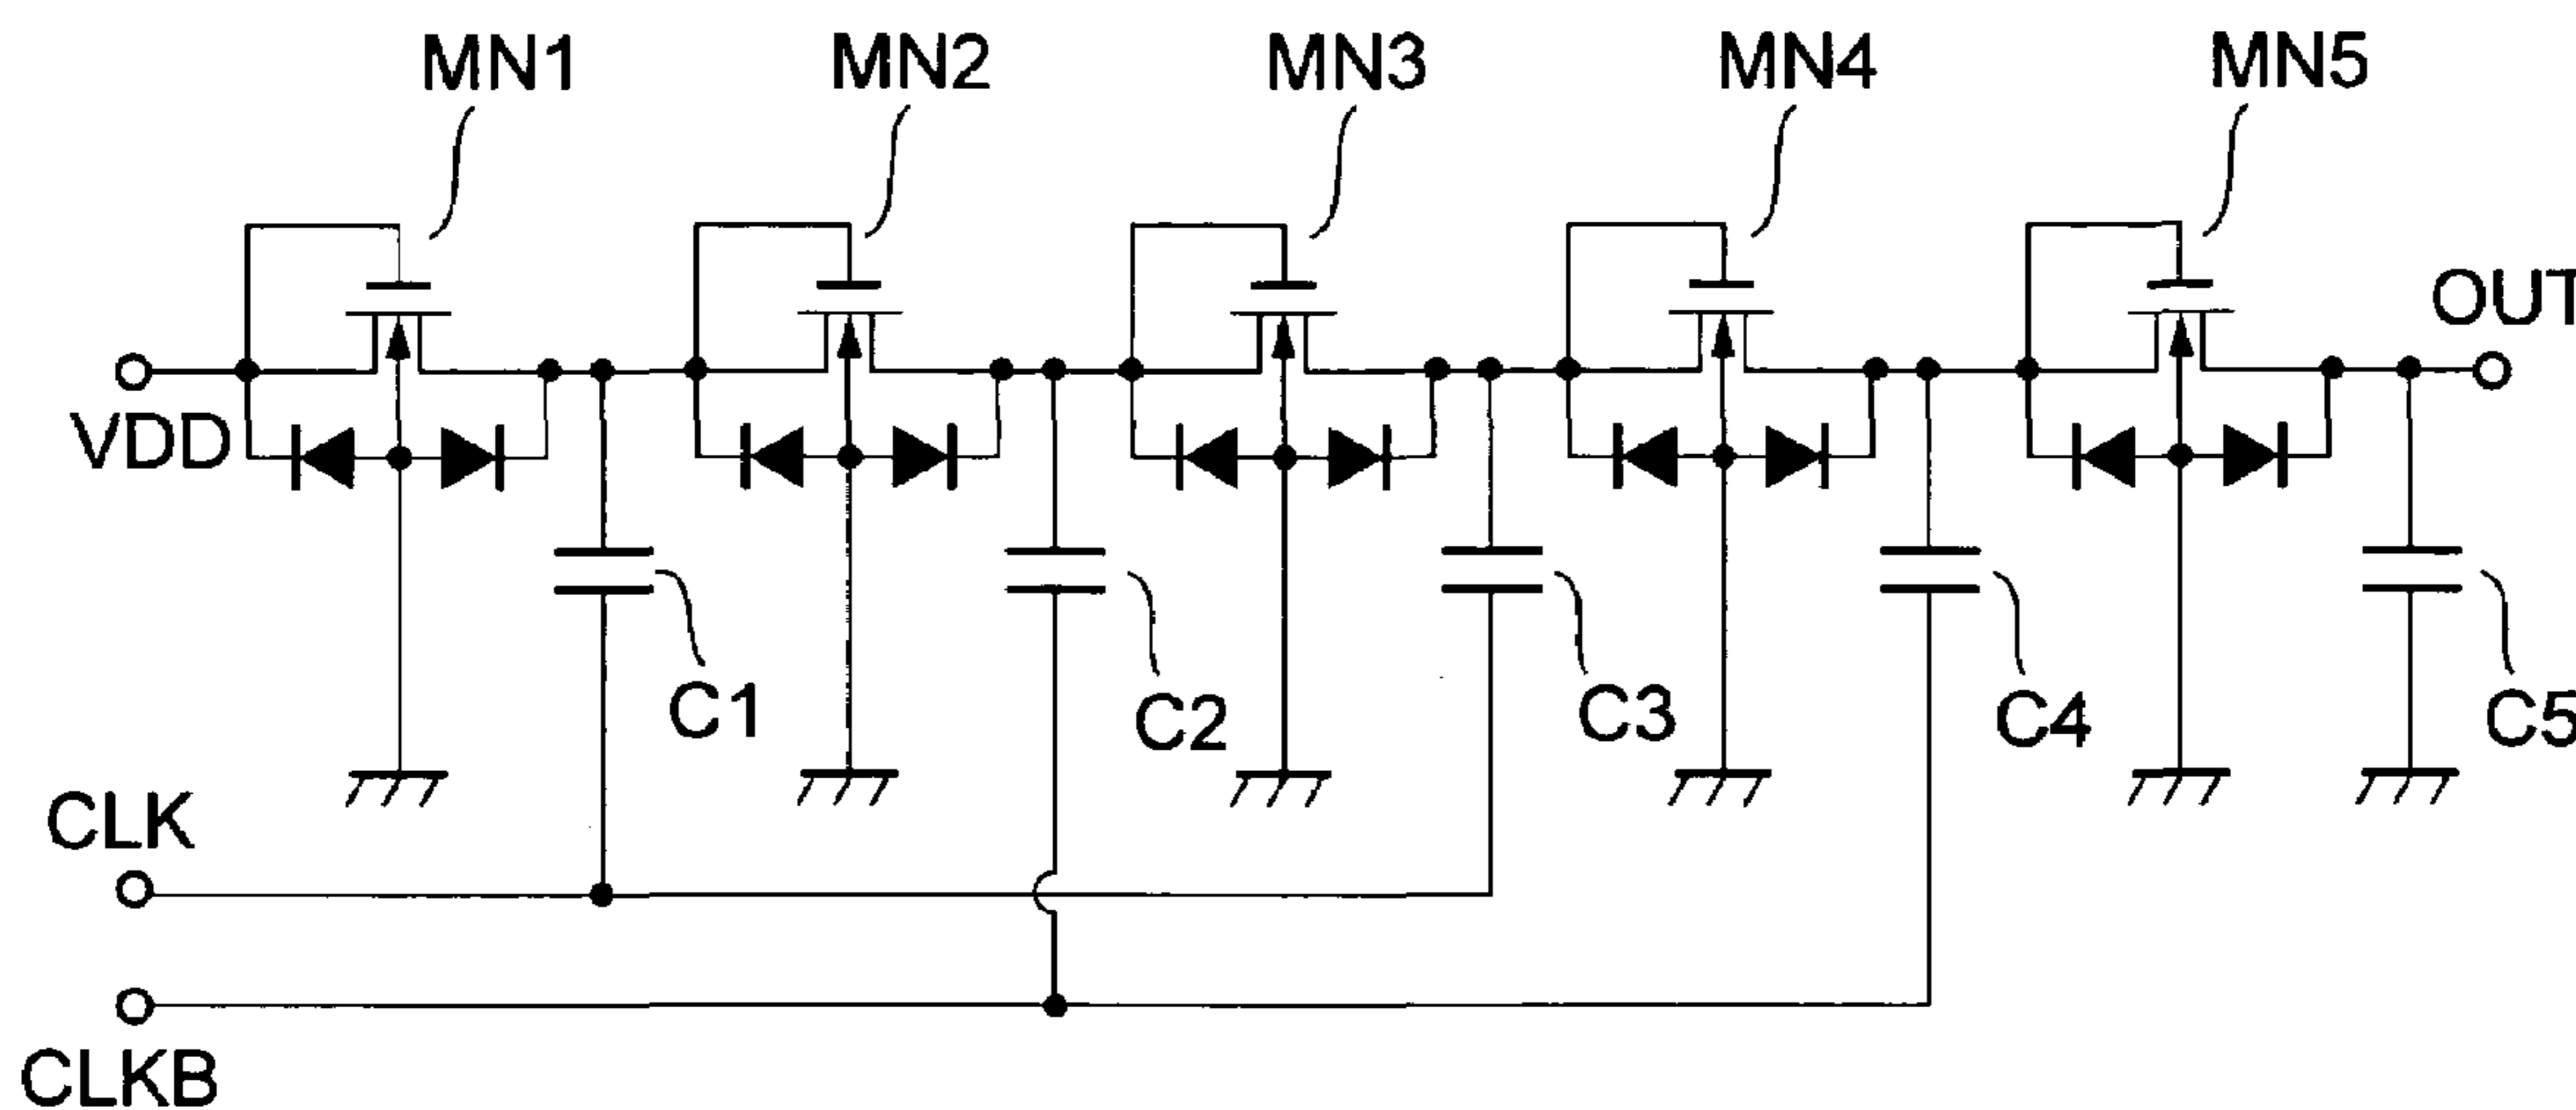 MN1 MN2 MN3 MN4 MN5
OUT
VDD
C1 C2 C3 C4 C5
CLK
CLKB